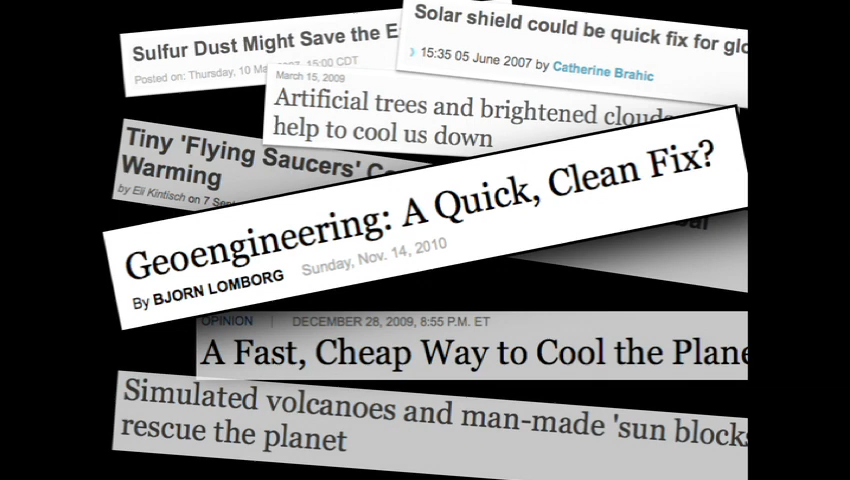 Sulfur Dust Might Save the E
Posted on: Thursday, 10 Ma 2007, 15:00 CDT
Solar shield could be quick fix for glo
15:35 05 June 2007 by Catherine Brahic
March 15, 2009
Artificial trees and brightened clouds
help to cool us down
Tiny 'Flying Saucers' C
Warming
by Eli Kintisch on 7 Sep
Geoengineering: A Quick, Clean Fix?
By BJORN LOMBORG Sunday, Nov. 14, 2010
bal
OPINION | DECEMBER 28, 2009, 8:55 P.M. ET
A Fast, Cheap Way to Cool the Plane
Simulated volcanoes and man-made 'sun blocks
rescue the planet